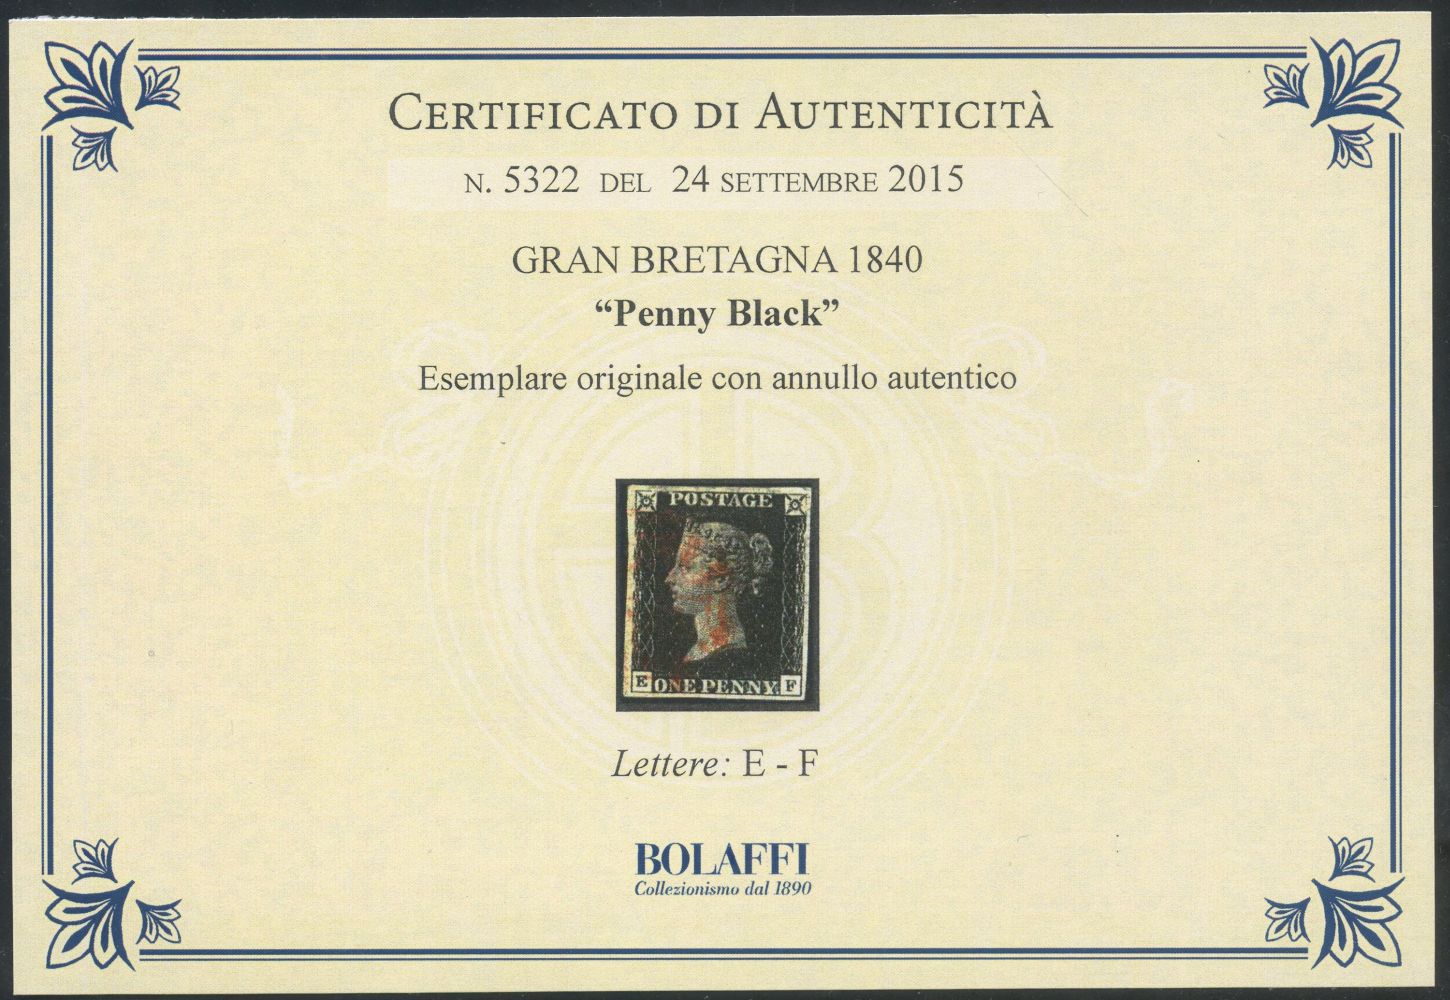 CERTIFICATO DI AUTENTICITÀ
N. 5322 DEL 24 SETTEMBRE 2015
GRAN BRETAGNA 1840
“Penny Black”
Esemplare originale con annullo autentico
POSTAGE
E ONE PENNY F
Lettere: E - F
BOLAFFI
Collezionismo dal 1890